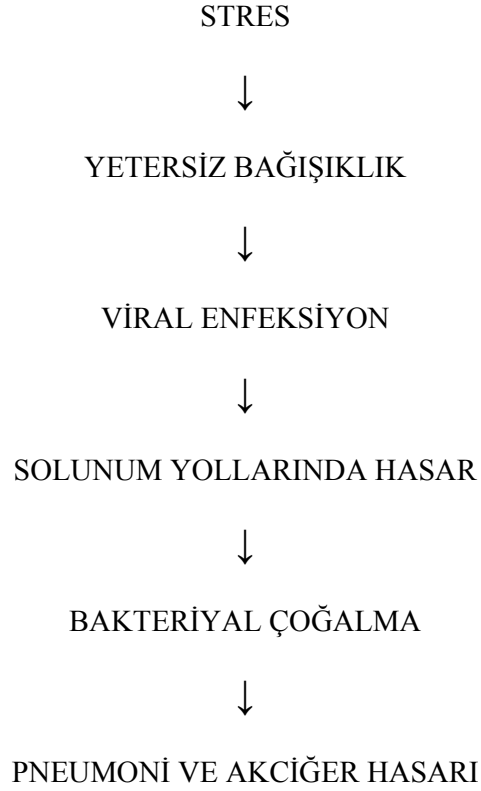 STRES
↓
YETERSİZ BAĞIŞIKLIK
↓
VİRAL ENFEKSİYON
↓
SOLUNUM YOLLARINDA HASAR
↓
BAKTERİYAL ÇOĞALMA
↓
PNEUMONİ VE AKCİĞER HASARI